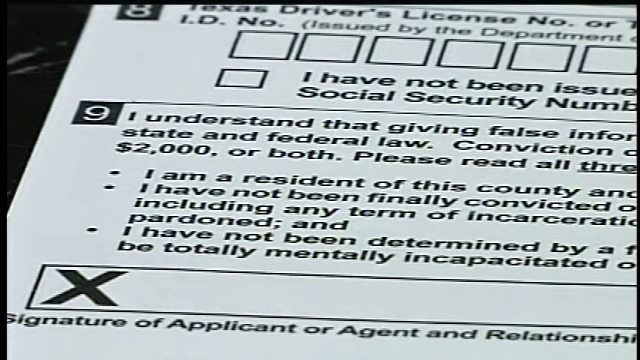 8 Texas Driver's License No. or T
I.D. No. (Issued by the Department
I have not been issue
Social Security Numb
9 I understand that giving false infor
state and federal law. Conviction o
$2,000, or both. Please read all thre
• I am a resident of this county and
• I have not been finally convicted o
including any term of incarceratio
pardoned; and
• I have not been determined by a f
be totally mentally incapacitated o
X
Signature of Applicant or Agent and Relationshi